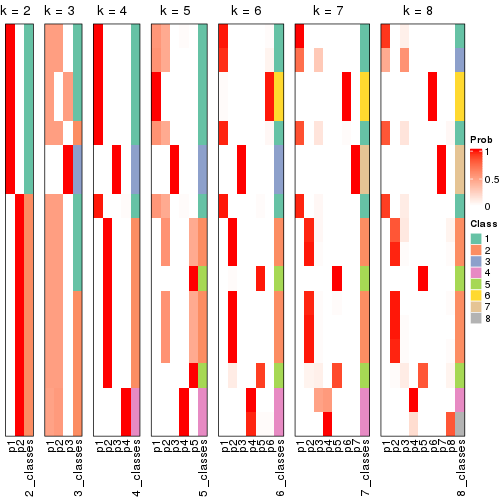 k = 2 k = 3 k = 4 k = 5 k = 6 k = 7 k = 8
Prob
1
0.5
0
Class
1
2
3
4
5
6
7
8
p1 p2 2_classes
p1 p2 p3 3_classes
p1 p2 p3 p4 4_classes
p1 p2 p3 p4 p5 5_classes
p1 p2 p3 p4 p5 p6 6_classes
p1 p2 p3 p4 p5 p6 p7 7_classes
p1 p2 p3 p4 p5 p6 p7 p8 8_classes